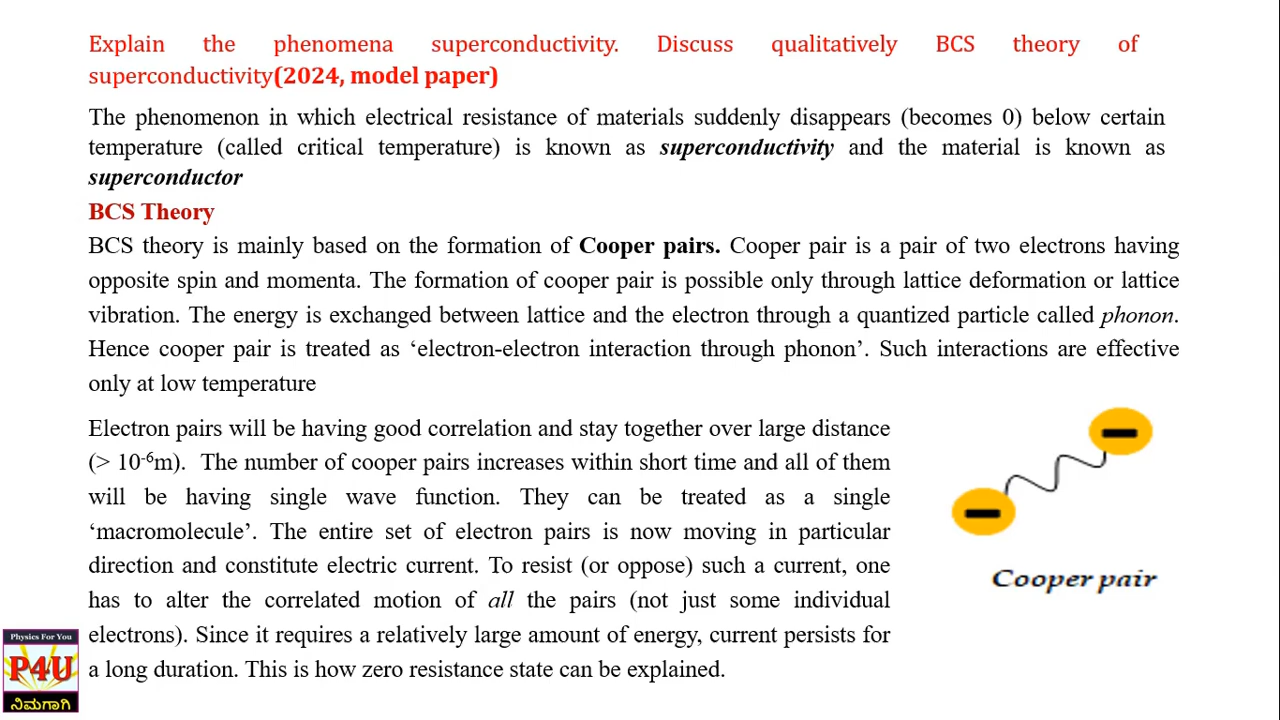 Explain the phenomena superconductivity. Discuss qualitatively BCS theory of
superconductivity(2024, model paper)
The phenomenon in which electrical resistance of materials suddenly disappears (becomes 0) below certain
temperature (called critical temperature) is known as superconductivity and the material is known as
superconductor
BCS Theory
BCS theory is mainly based on the formation of Cooper pairs. Cooper pair is a pair of two electrons having
opposite spin and momenta. The formation of cooper pair is possible only through lattice deformation or lattice
vibration. The energy is exchanged between lattice and the electron through a quantized particle called phonon.
Hence cooper pair is treated as ‘electron-electron interaction through phonon’. Such interactions are effective
only at low temperature
Electron pairs will be having good correlation and stay together over large distance
(> 10⁻⁶m). The number of cooper pairs increases within short time and all of them
will be having single wave function. They can be treated as a single
‘macromolecule’. The entire set of electron pairs is now moving in particular
direction and constitute electric current. To resist (or oppose) such a current, one
has to alter the correlated motion of all the pairs (not just some individual
electrons). Since it requires a relatively large amount of energy, current persists for
a long duration. This is how zero resistance state can be explained.
Cooper pair
Physics For You
P4U
ನಿಮಗಾಗಿ